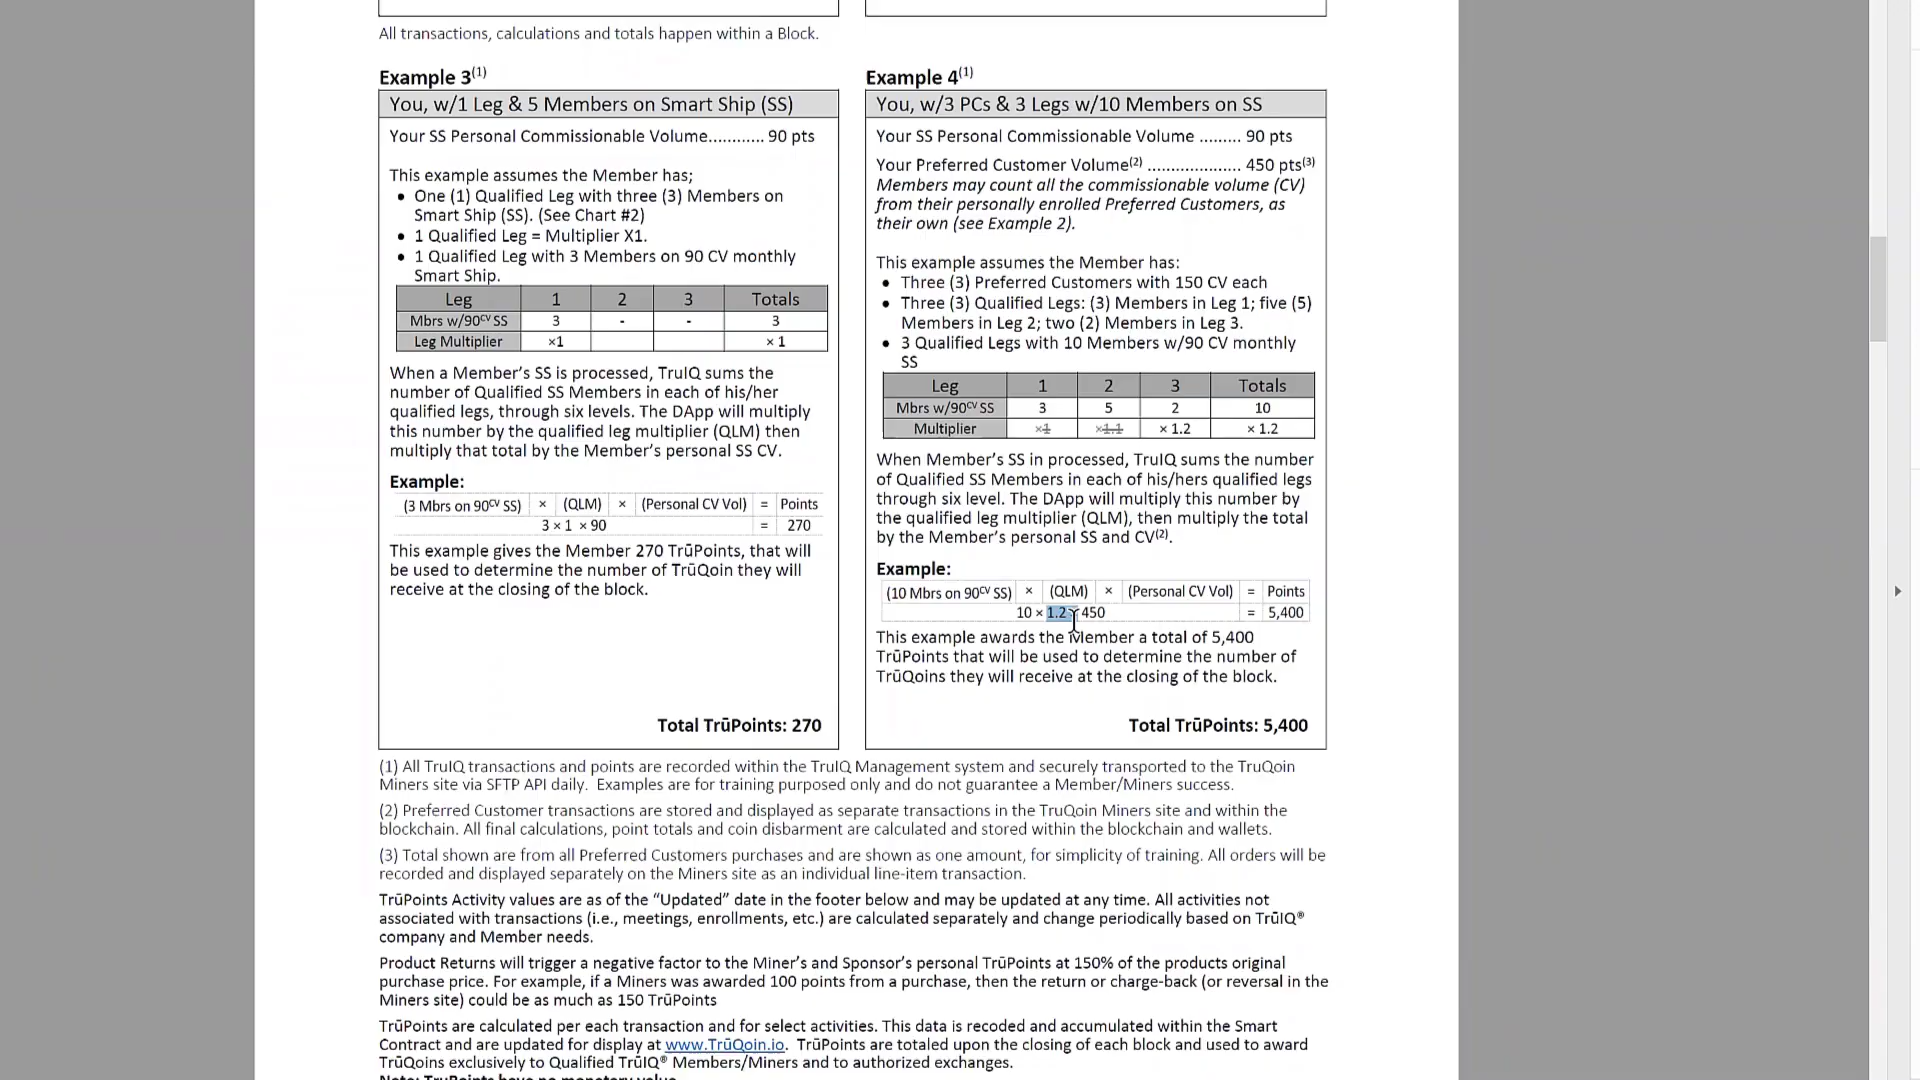 All transactions, calculations and totals happen within a Block.
Example 3(1)
You, w/1 Leg & 5 Members on Smart Ship (SS)
Your SS Personal Commissionable Volume............ 90 pts
This example assumes the Member has;
• One (1) Qualified Leg with three (3) Members on
Smart Ship (SS). (See Chart #2)
• 1 Qualified Leg = Multiplier X1.
• 1 Qualified Leg with 3 Members on 90 CV monthly
Smart Ship.
Leg 1 2 3 Totals
Mbrs w/90CV SS 3 - - 3
Leg Multiplier ×1 × 1
When a Member’s SS is processed, TruIQ sums the
number of Qualified SS Members in each of his/her
qualified legs, through six levels. The DApp will multiply
this number by the qualified leg multiplier (QLM) then
multiply that total by the Member’s personal SS CV.
Example:
(3 Mbrs on 90CV SS) × (QLM) × (Personal CV Vol) = Points
3 × 1 × 90 = 270
This example gives the Member 270 TrūPoints, that will
be used to determine the number of TrūQoin they will
receive at the closing of the block.
Total TrūPoints: 270
Example 4(1)
You, w/3 PCs & 3 Legs w/10 Members on SS
Your SS Personal Commissionable Volume ......... 90 pts
Your Preferred Customer Volume(2) ................... 450 pts(3)
Members may count all the commissionable volume (CV)
from their personally enrolled Preferred Customers, as
their own (see Example 2).
This example assumes the Member has:
• Three (3) Preferred Customers with 150 CV each
• Three (3) Qualified Legs: (3) Members in Leg 1; five (5)
Members in Leg 2; two (2) Members in Leg 3.
• 3 Qualified Legs with 10 Members w/90 CV monthly
SS
Leg 1 2 3 Totals
Mbrs w/90CV SS 3 5 2 10
Multiplier ×1 ×1.1 × 1.2 × 1.2
When Member’s SS in processed, TruIQ sums the number
of Qualified SS Members in each of his/hers qualified legs
through six level. The DApp will multiply this number by
the qualified leg multiplier (QLM), then multiply the total
by the Member’s personal SS and CV(2).
Example:
(10 Mbrs on 90CV SS) × (QLM) × (Personal CV Vol) = Points
10 × 1.2 × 450 = 5,400
This example awards the Member a total of 5,400
TrūPoints that will be used to determine the number of
TrūQoins they will receive at the closing of the block.
Total TrūPoints: 5,400
(1) All TruIQ transactions and points are recorded within the TruIQ Management system and securely transported to the TruQoin
Miners site via SFTP API daily. Examples are for training purposed only and do not guarantee a Member/Miners success.
(2) Preferred Customer transactions are stored and displayed as separate transactions in the TruQoin Miners site and within the
blockchain. All final calculations, point totals and coin disbarment are calculated and stored within the blockchain and wallets.
(3) Total shown are from all Preferred Customers purchases and are shown as one amount, for simplicity of training. All orders will be
recorded and displayed separately on the Miners site as an individual line-item transaction.
TrūPoints Activity values are as of the “Updated” date in the footer below and may be updated at any time. All activities not
associated with transactions (i.e., meetings, enrollments, etc.) are calculated separately and change periodically based on TrūIQ®
company and Member needs.
Product Returns will trigger a negative factor to the Miner’s and Sponsor’s personal TrūPoints at 150% of the products original
purchase price. For example, if a Miners was awarded 100 points from a purchase, then the return or charge-back (or reversal in the
Miners site) could be as much as 150 TrūPoints
TrūPoints are calculated per each transaction and for select activities. This data is recoded and accumulated within the Smart
Contract and are updated for display at www.TrūQoin.io. TrūPoints are totaled upon the closing of each block and used to award
TrūQoins exclusively to Qualified TrūIQ® Members/Miners and to authorized exchanges.
Note: TruPoints have no monetary value